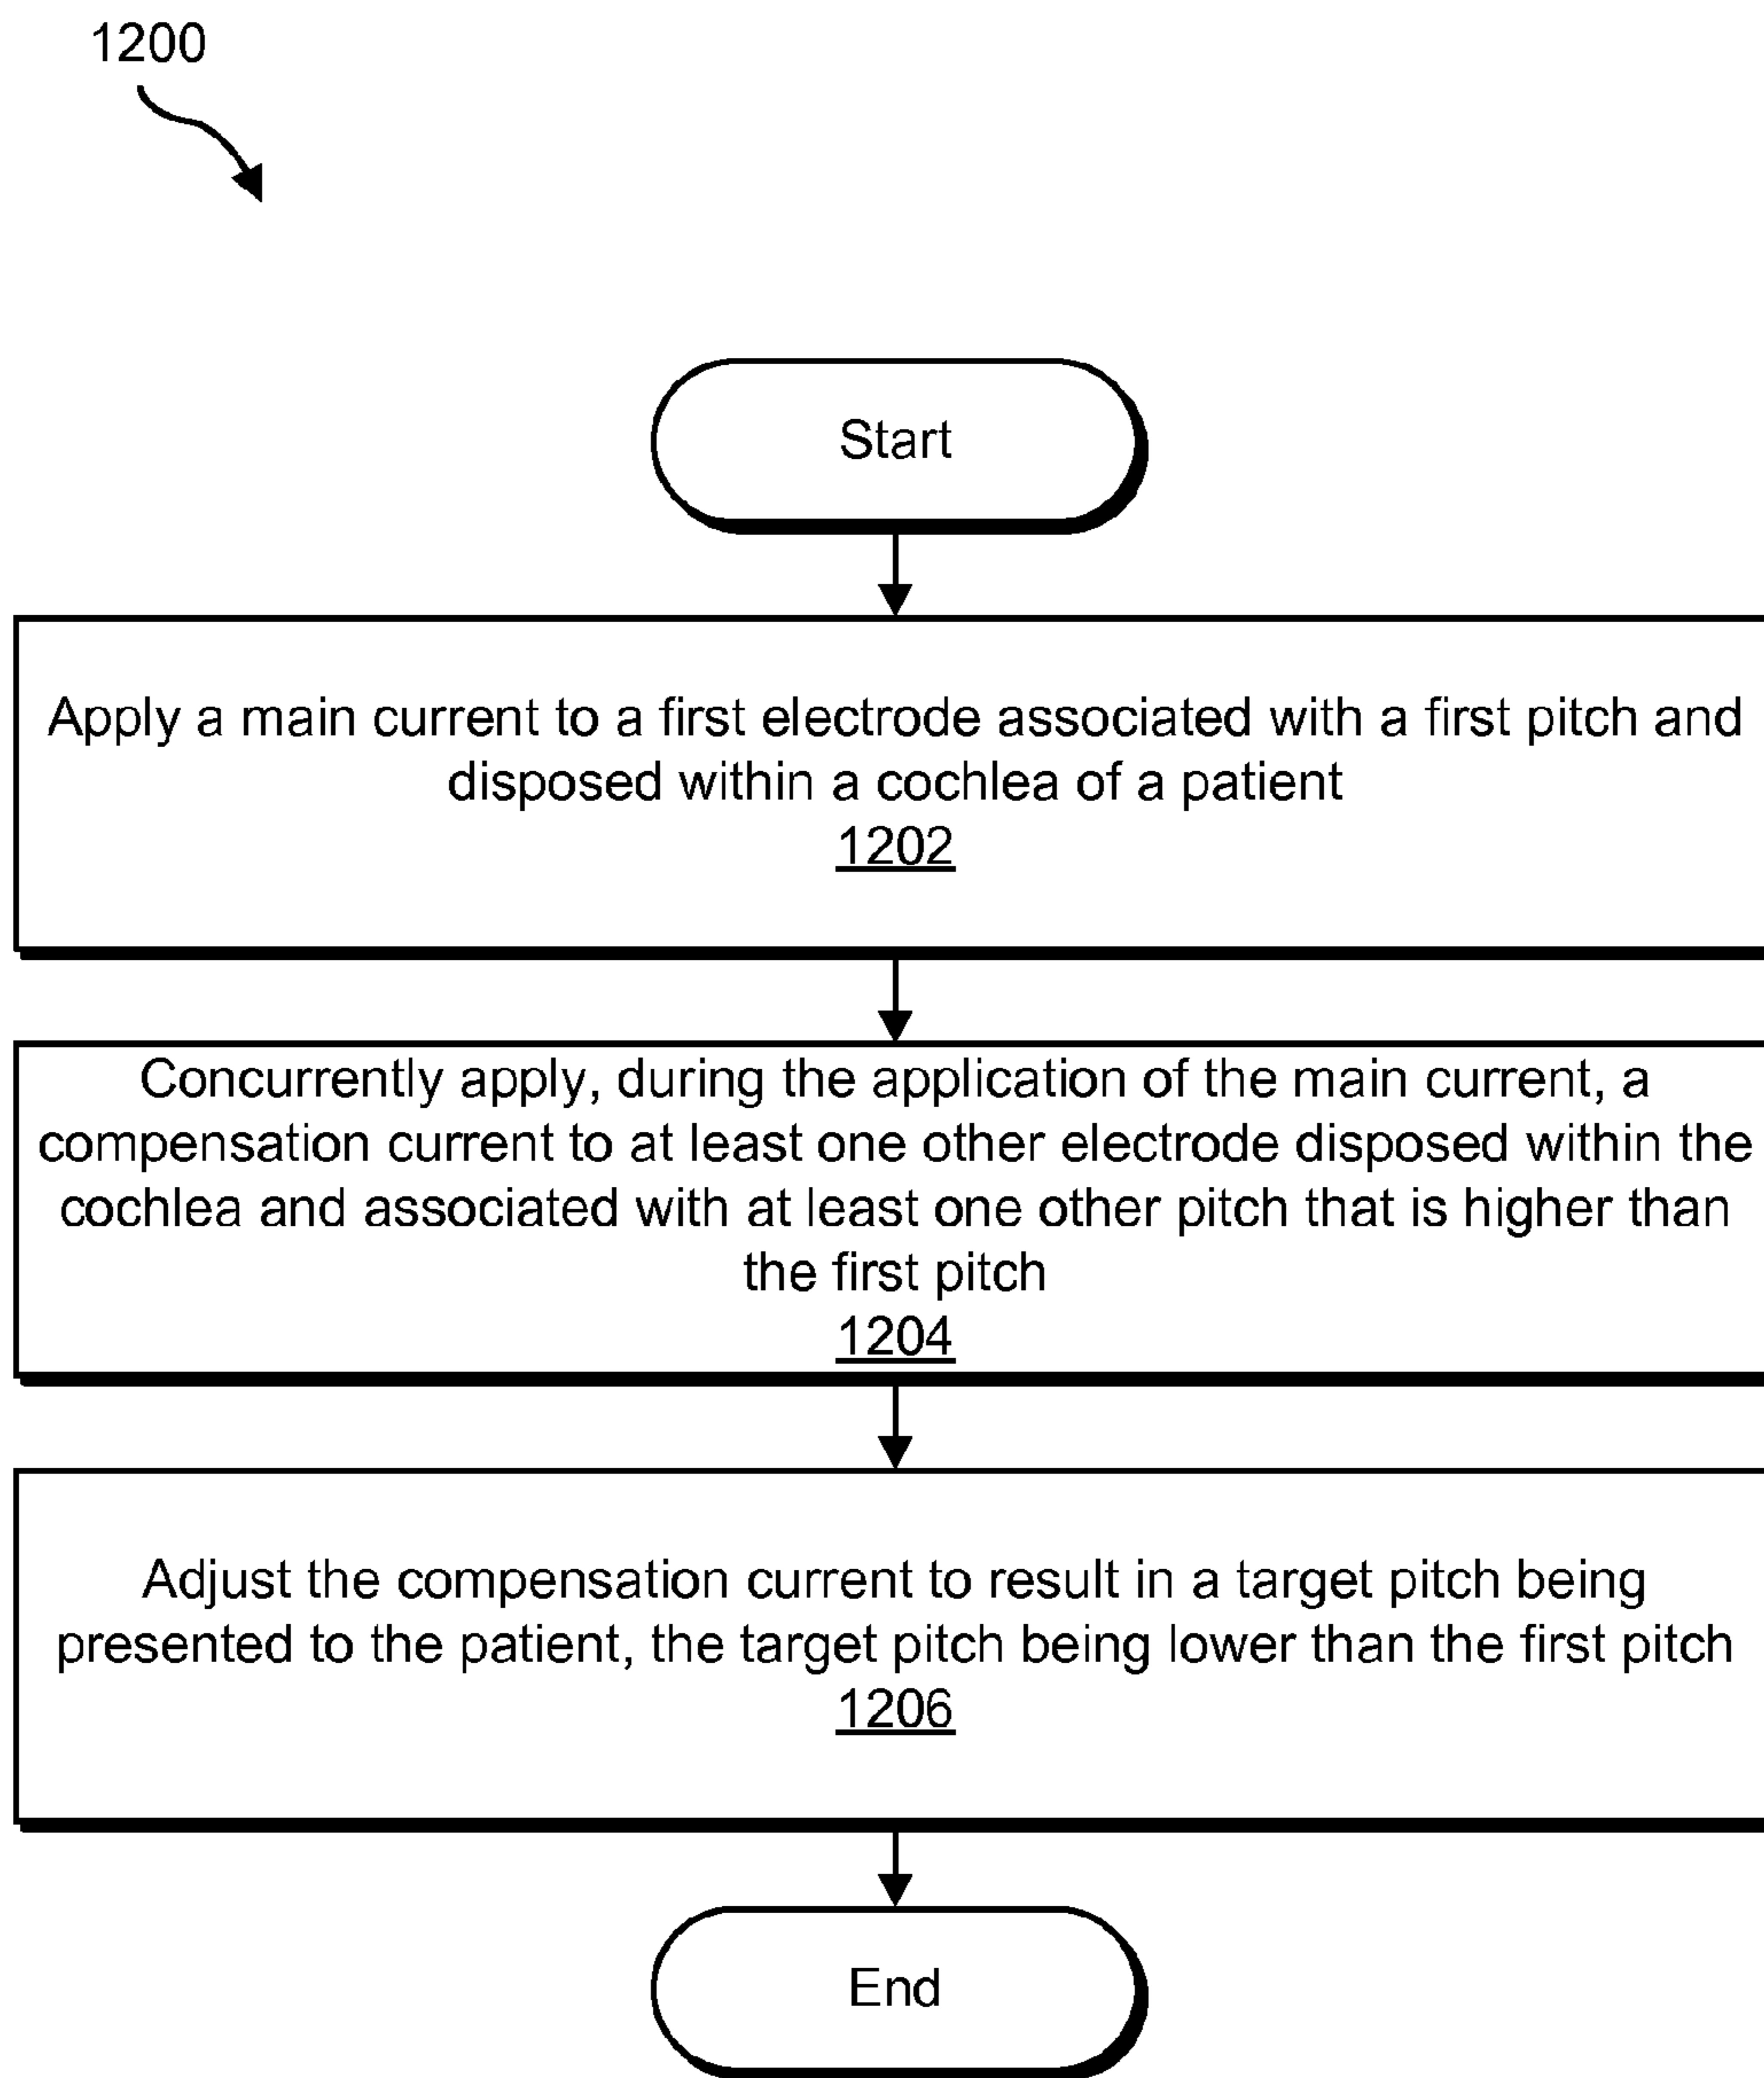 1200
Start
Apply a main current to a first electrode associated with a first pitch and
disposed within a cochlea of a patient
1202
Concurrently apply, during the application of the main current, a
compensation current to at least one other electrode disposed within the
cochlea and associated with at least one other pitch that is higher than
the first pitch
1204
Adjust the compensation current to result in a target pitch being
presented to the patient, the target pitch being lower than the first pitch
1206
End